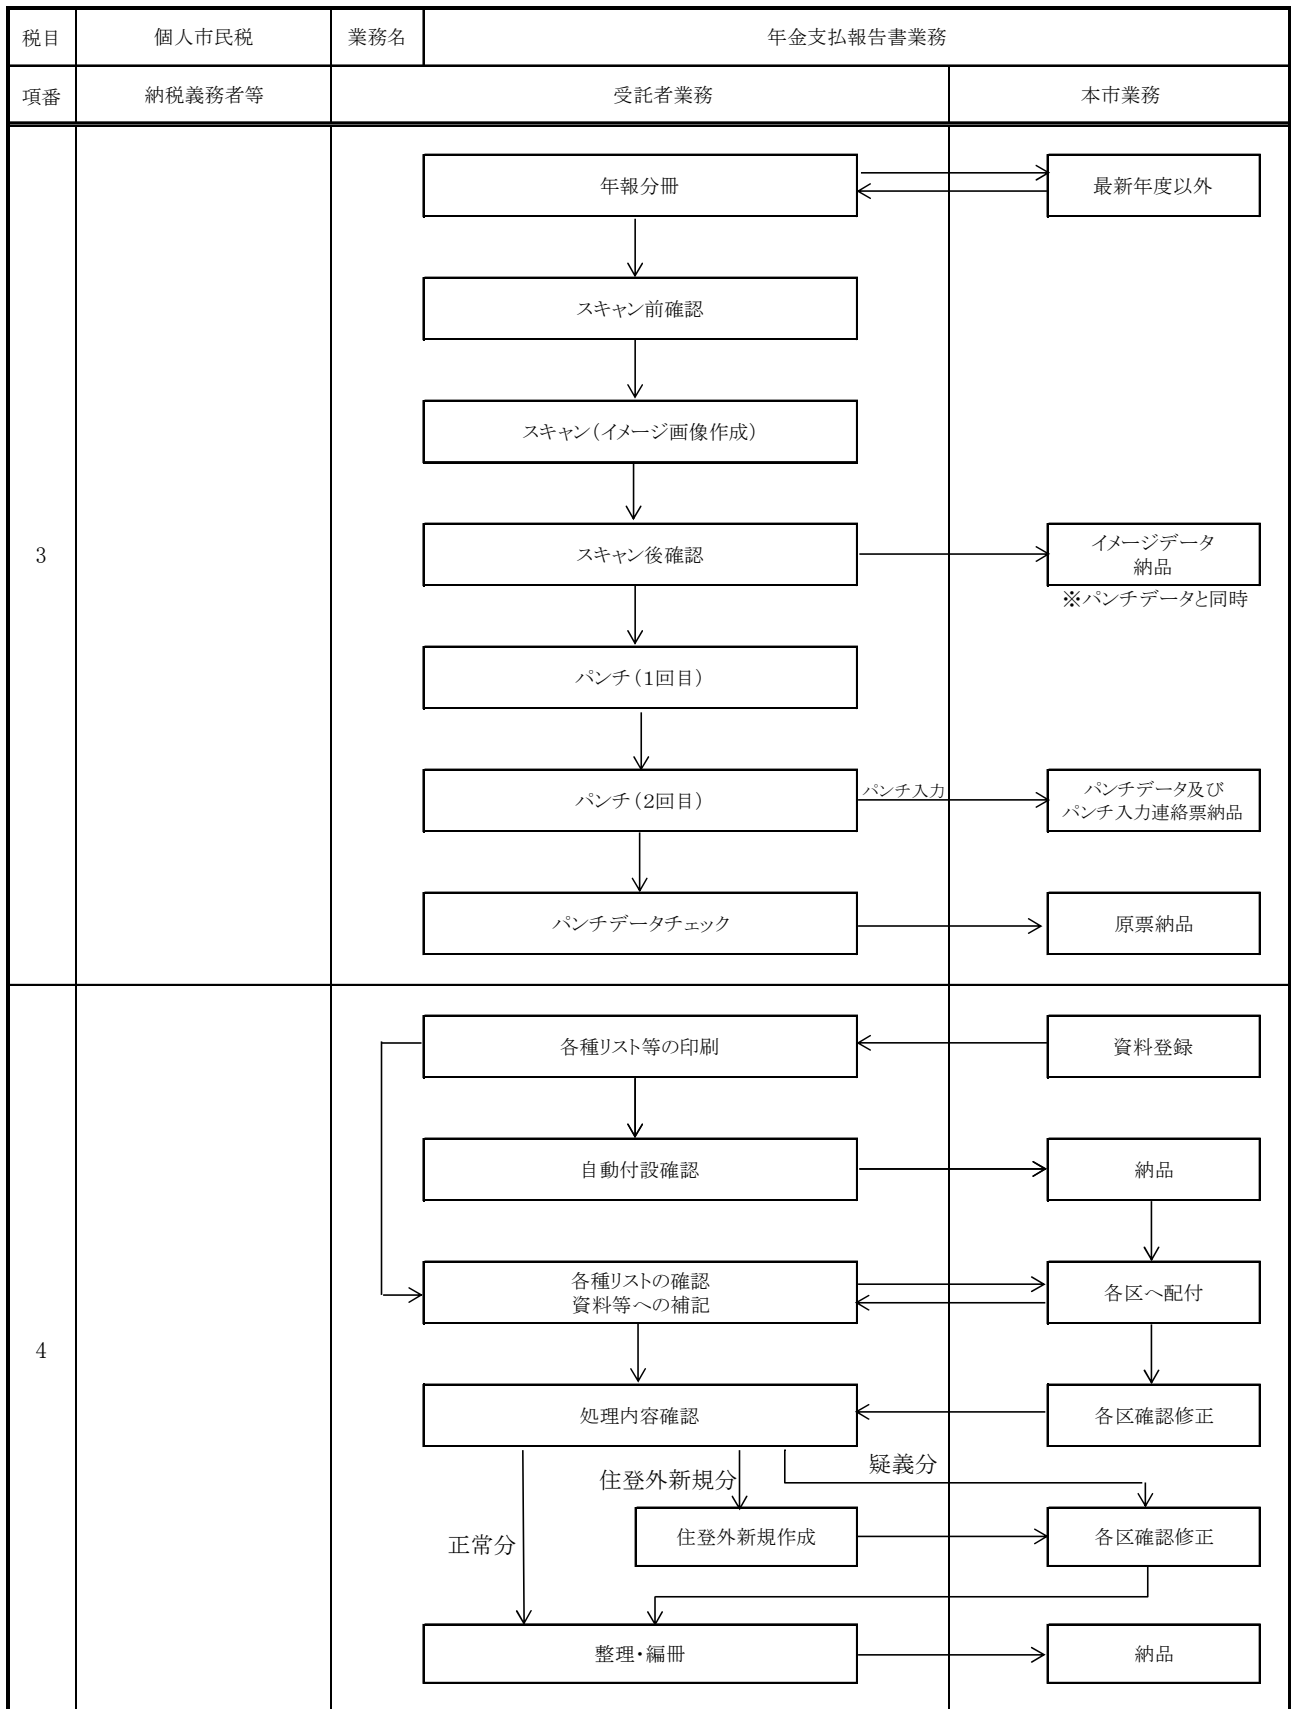 税目
個人市民税
業務名
年金支払報告書業務
項番
納税義務者等
受託者業務
本市業務
3
年報分冊
最新年度以外
スキャン前確認
スキャン（イメージ画像作成）
スキャン後確認
イメージデータ
納品
※パンチデータと同時
パンチ（1回目）
パンチ（2回目）
パンチ入力
パンチデータ及び
パンチ入力連絡票納品
パンチデータチェック
原票納品
4
各種リスト等の印刷
資料登録
自動付設確認
納品
各種リストの確認
資料等への補記
各区へ配付
処理内容確認
各区確認修正
疑義分
住登外新規分
正常分
住登外新規作成
各区確認修正
整理・編冊
納品